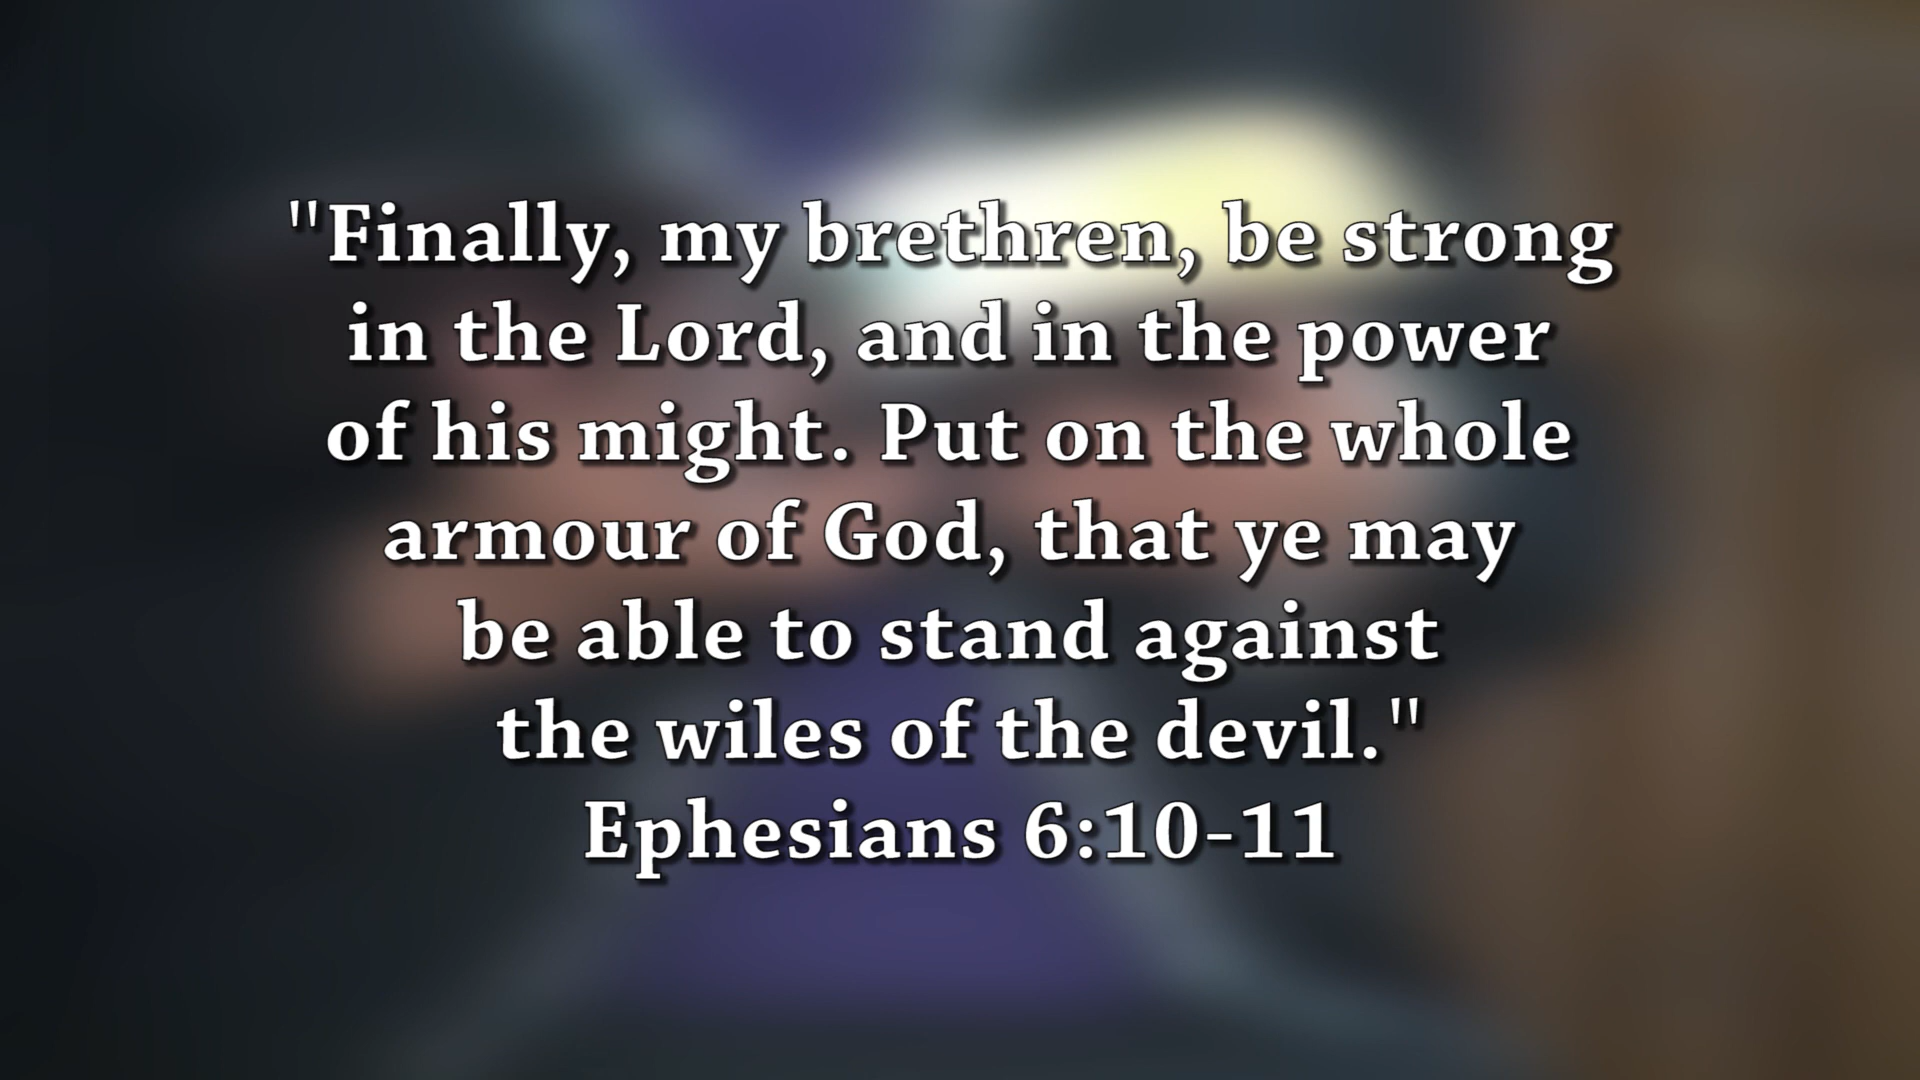 "Finally, my brethren, be strong
in the Lord, and in the power
of his might. Put on the whole
armour of God, that ye may
be able to stand against
the wiles of the devil."
Ephesians 6:10-11